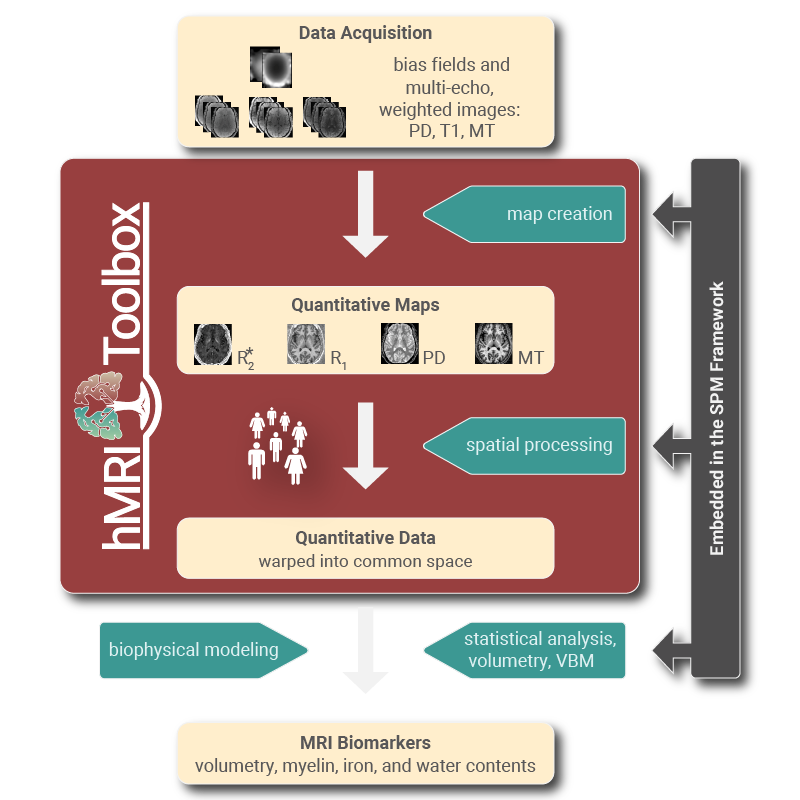 Data Acquisition
bias fields and
multi-echo,
weighted images:
PD, T1, MT
hMRI Toolbox
map creation
Quantitative Maps
R2*
R1
PD
MT
spatial processing
Quantitative Data
warped into common space
Embedded in the SPM Framework
biophysical modeling
statistical analysis,
volumetry, VBM
MRI Biomarkers
volumetry, myelin, iron, and water contents